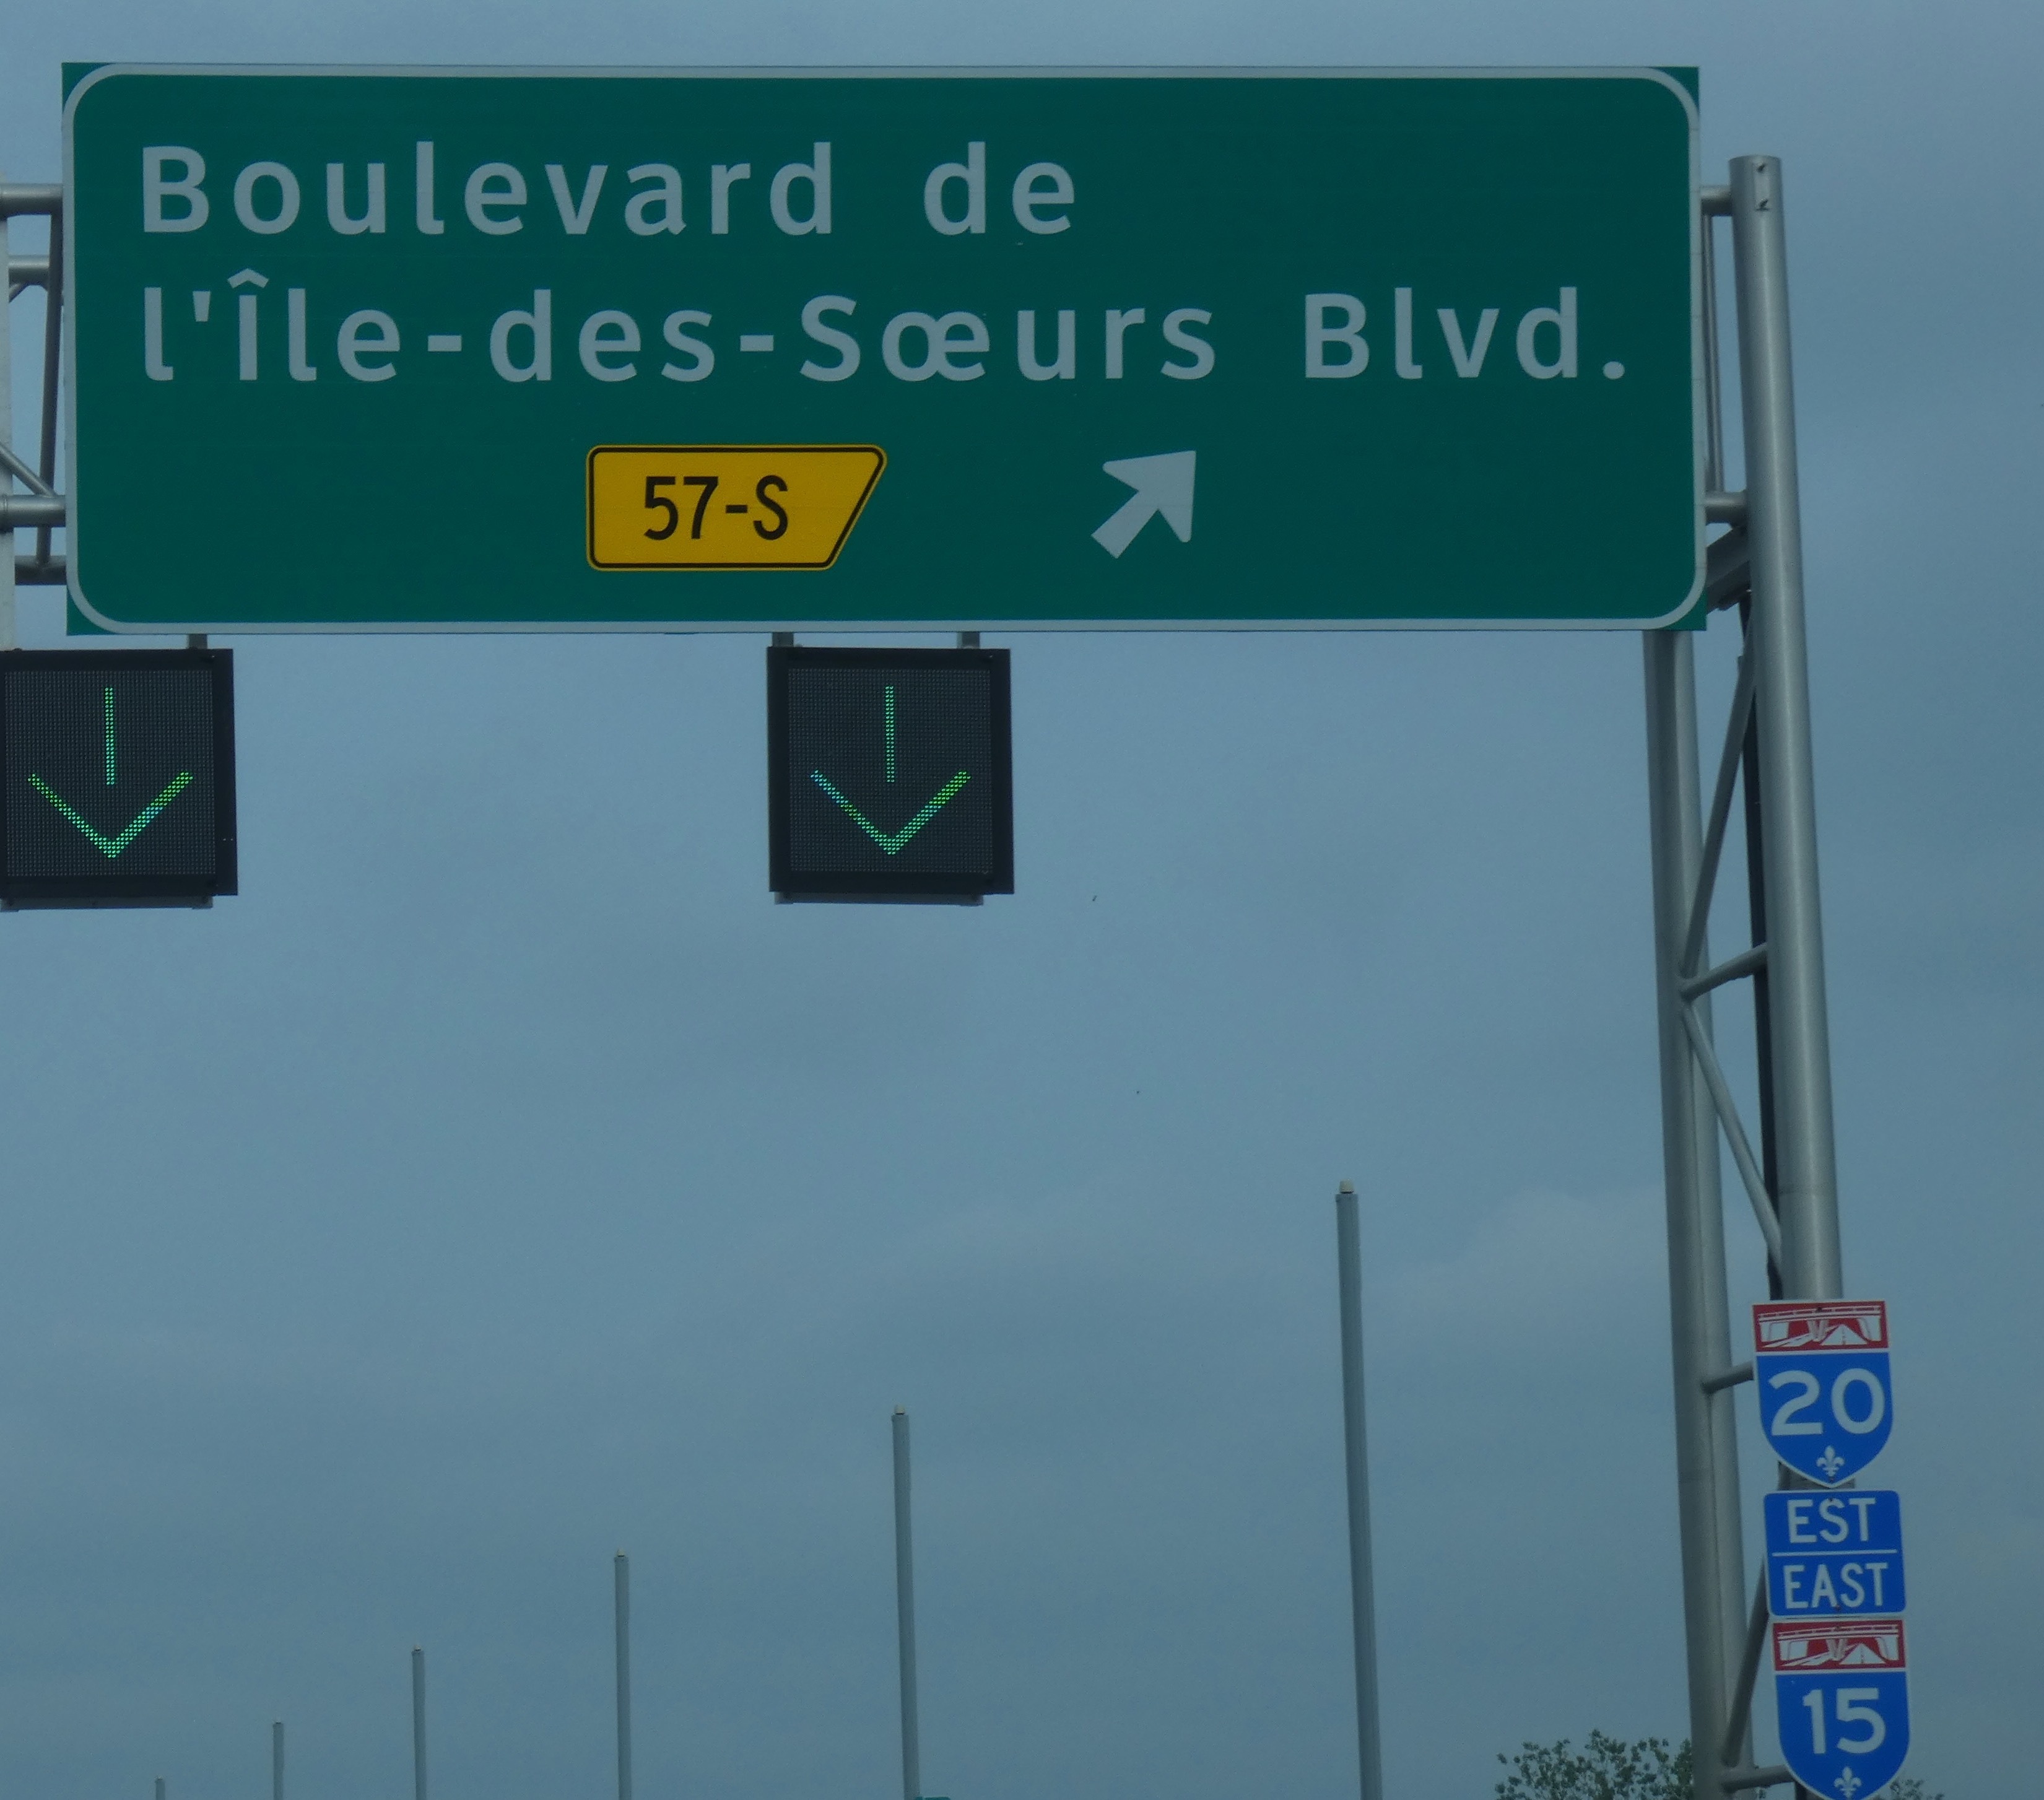 Boulevard de
l'Île-des-Sœurs Blvd.
57-S
20
EST
EAST
15